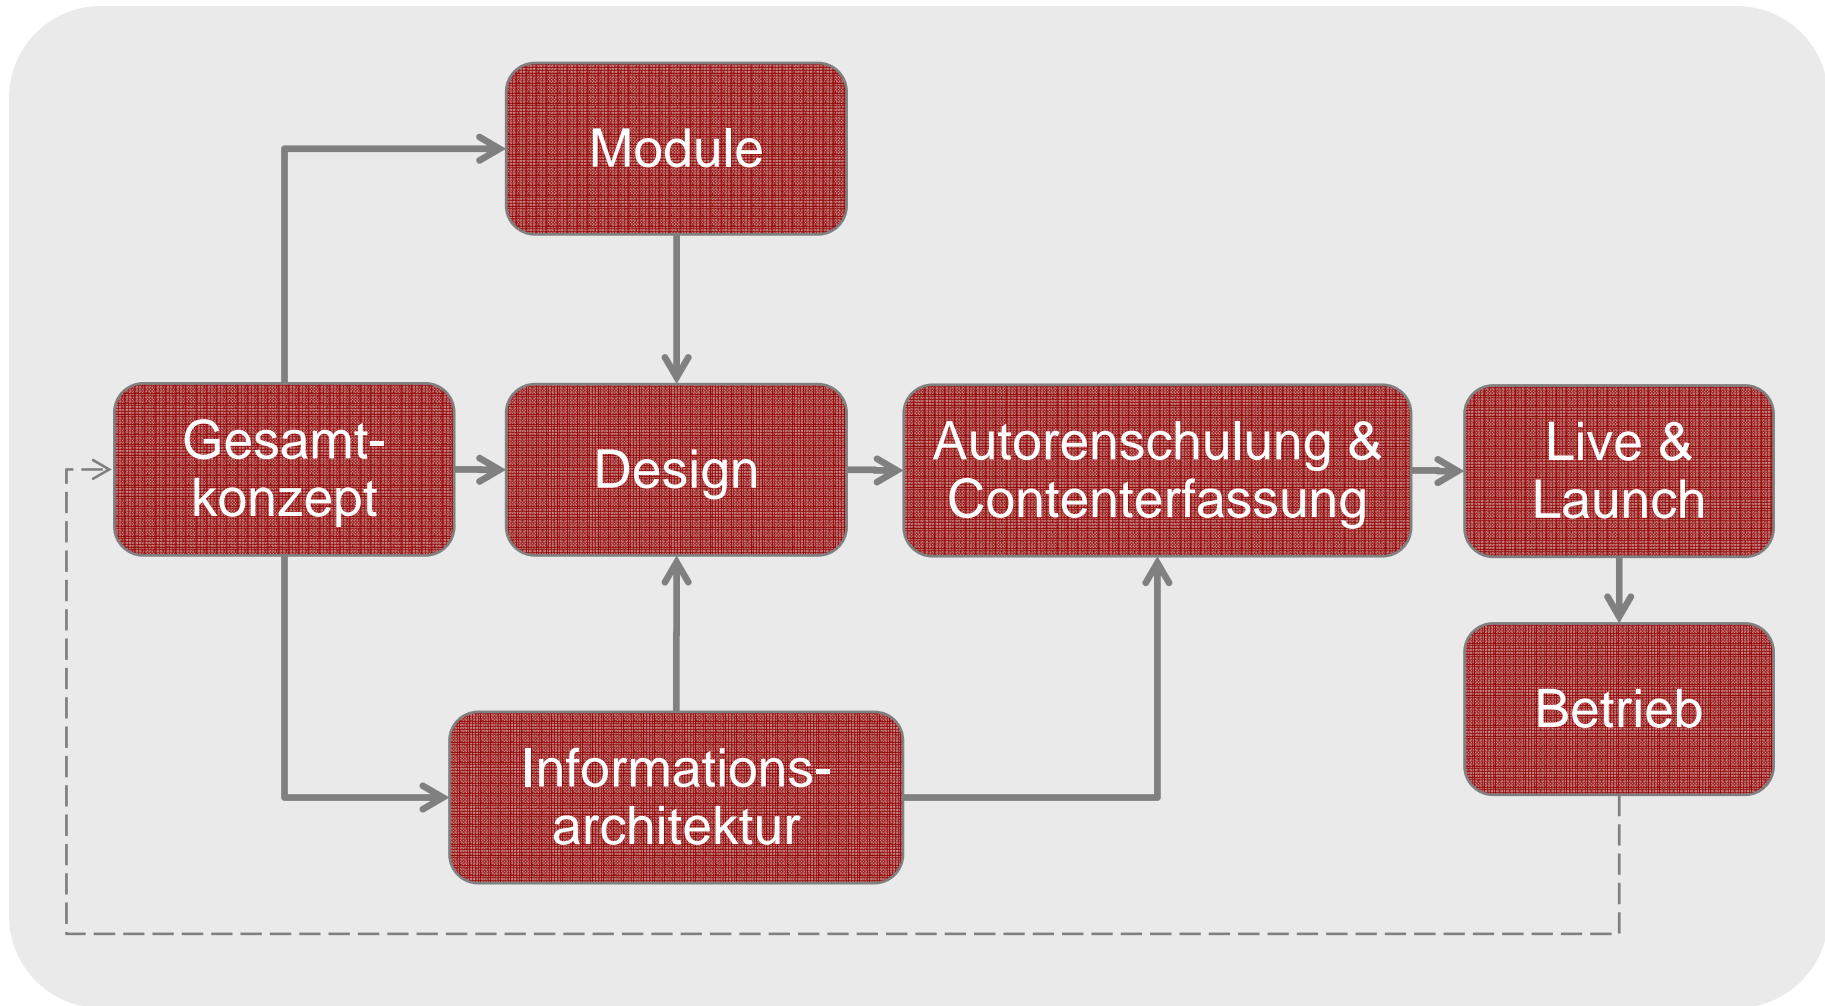 Module
Gesamt-
konzept
Design
Autorenschulung &
Contenterfassung
Live &
Launch
Informations-
architektur
Betrieb